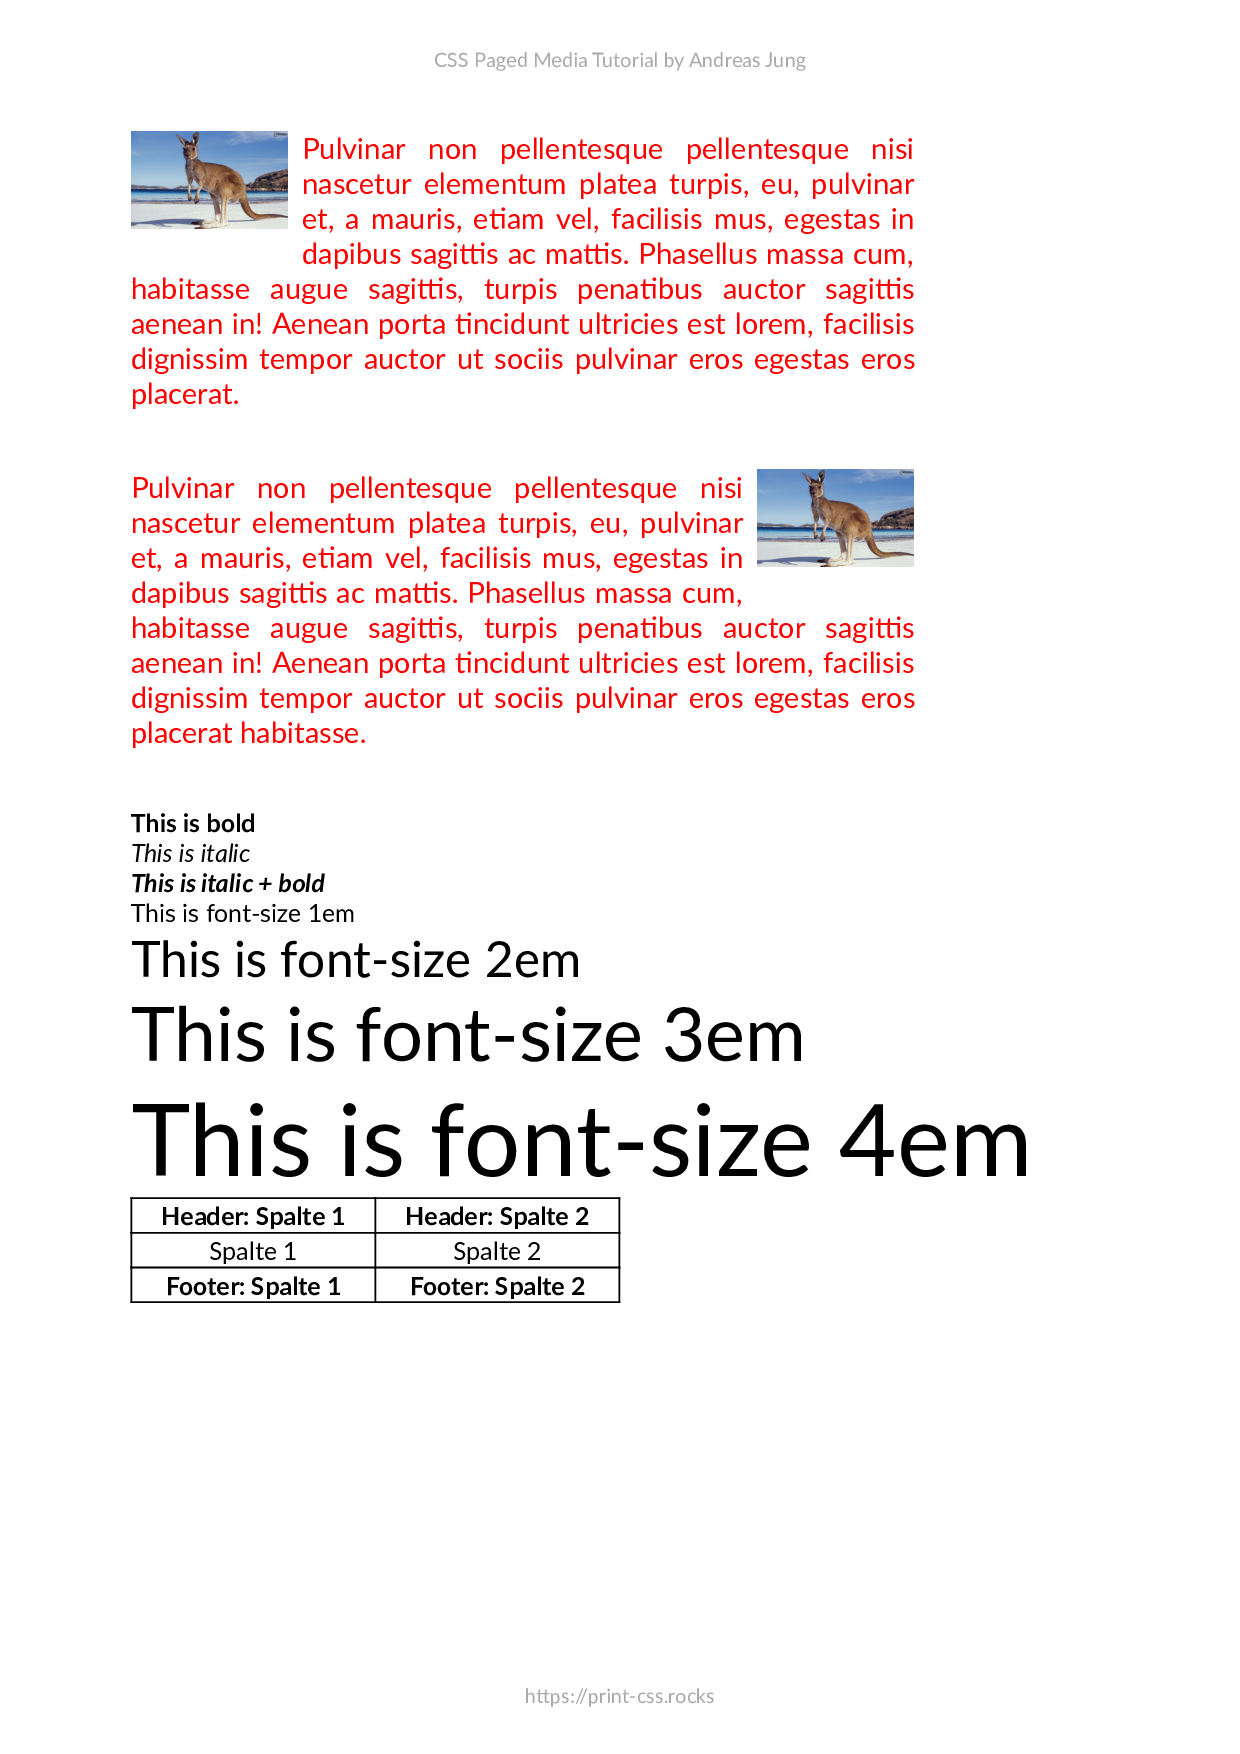 CSS Paged Media Tutorial by Andreas Jung
Pulvinar non pellentesque pellentesque nisi
nascetur elementum platea turpis, eu, pulvinar
et, a mauris, etiam vel, facilisis mus, egestas in
dapibus sagittis ac mattis. Phasellus massa cum,
habitasse augue sagittis, turpis penatibus auctor sagittis
aenean in! Aenean porta tincidunt ultricies est lorem, facilisis
dignissim tempor auctor ut sociis pulvinar eros egestas eros
placerat.
Pulvinar non pellentesque pellentesque nisi
nascetur elementum platea turpis, eu, pulvinar
et, a mauris, etiam vel, facilisis mus, egestas in
dapibus sagittis ac mattis. Phasellus massa cum,
habitasse augue sagittis, turpis penatibus auctor sagittis
aenean in! Aenean porta tincidunt ultricies est lorem, facilisis
dignissim tempor auctor ut sociis pulvinar eros egestas eros
placerat habitasse.
This is bold
This is italic
This is italic + bold
This is font-size 1em
This is font-size 2em
This is font-size 3em
This is font-size 4em
Header: Spalte 1 Header: Spalte 2
Spalte 1 Spalte 2
Footer: Spalte 1 Footer: Spalte 2
https://print-css.rocks